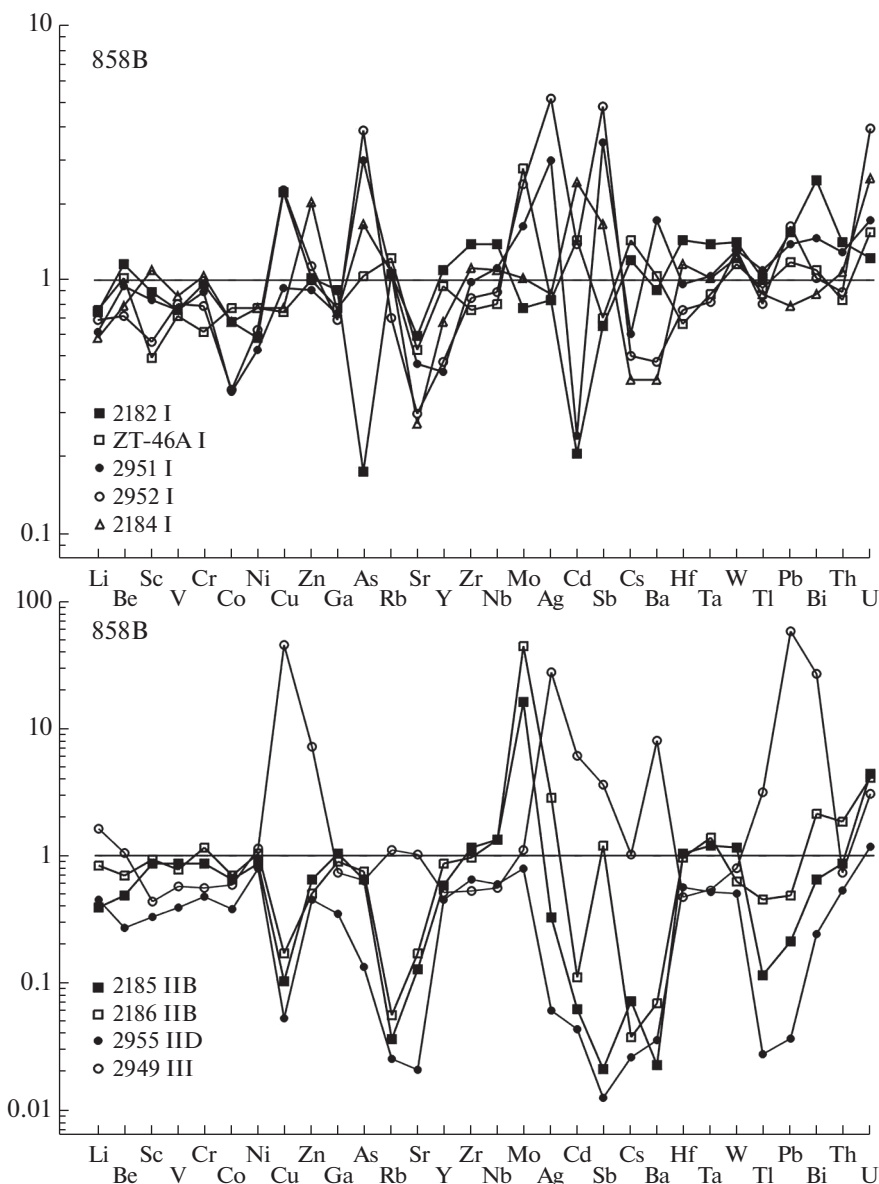 10
858B
1
2182 I
ZT-46A I
2951 I
2952 I
2184 I
0.1
Li Sc Cr Ni Zn As Sr Zr Mo Cd Cs Hf W Pb Th
Be V Co Cu Ga Rb Y Nb Ag Sb Ba Ta Tl Bi U
100
858B
10
1
2185 IIB
2186 IIB
2955 IID
2949 III
0.1
0.01
Li Sc Cr Ni Zn As Sr Zr Mo Cd Cs Hf W Pb Th
Be V Co Cu Ga Rb Y Nb Ag Sb Ba Ta Tl Bi U